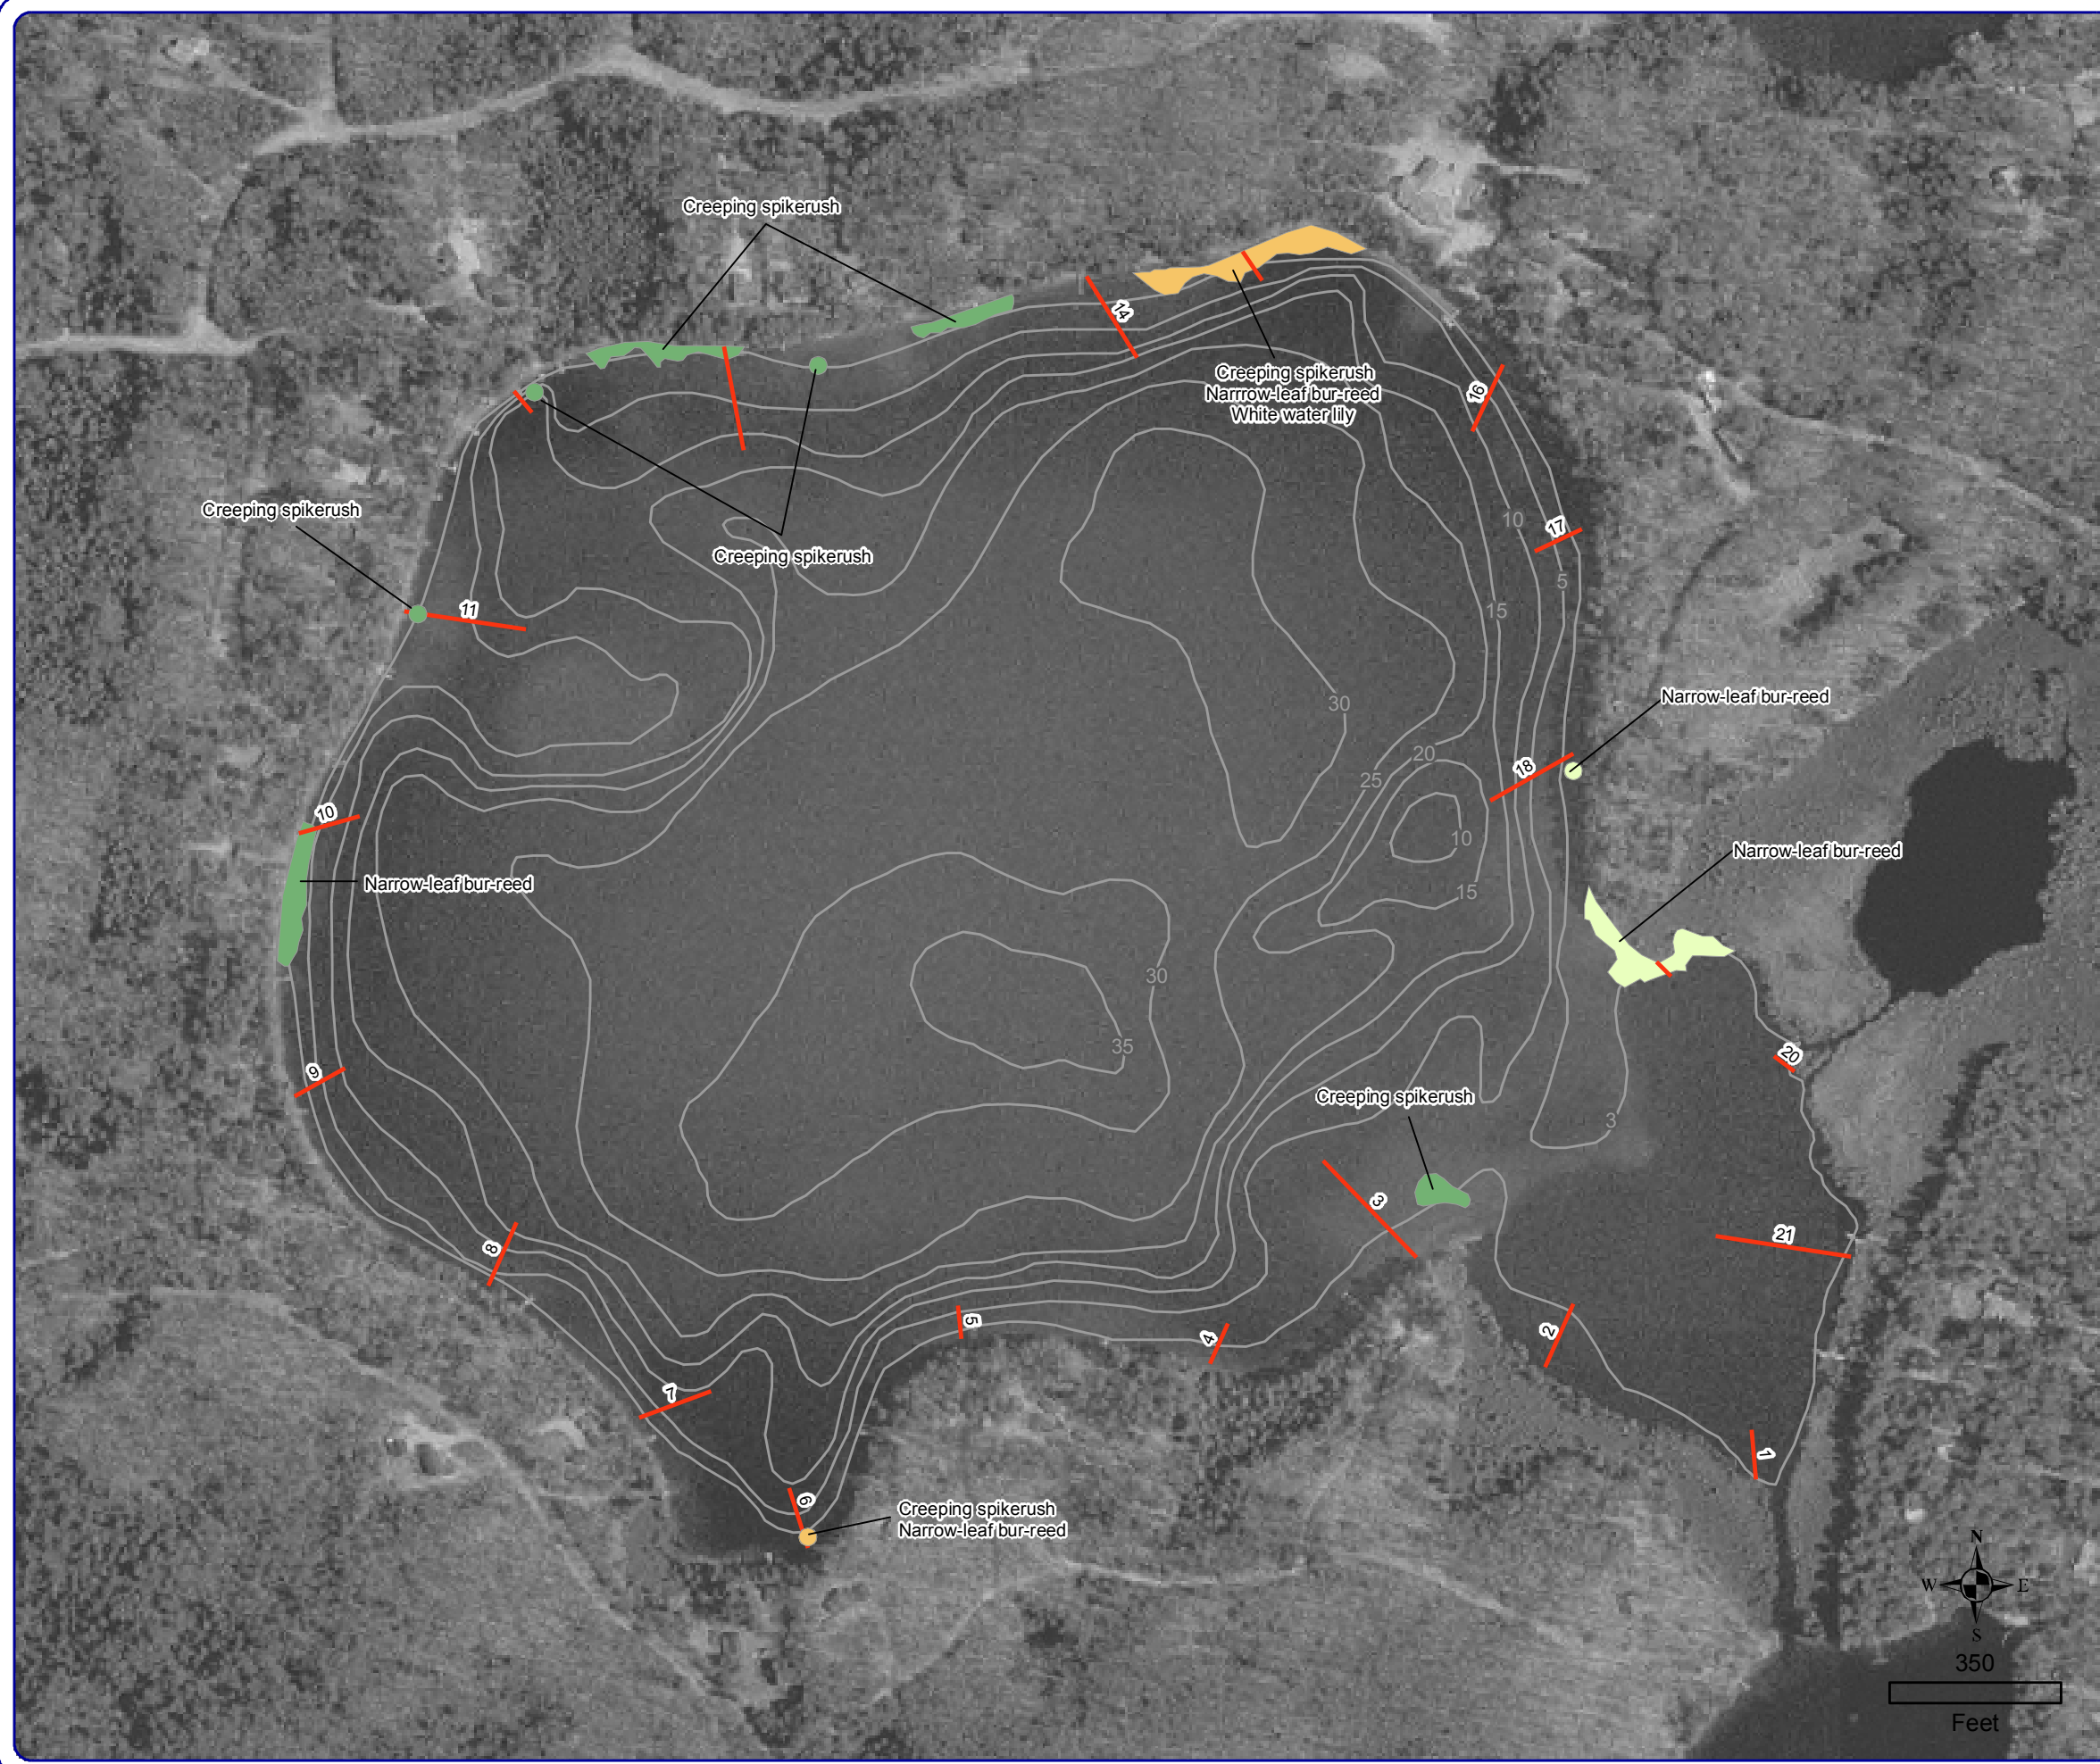 Creeping spikerush
14
Creeping spikerush
Narrrow-leaf bur-reed
White water lily
16
Creeping spikerush
10
17
Creeping spikerush
5
11
15
Narrow-leaf bur-reed
30
20
18
25
10
10
Narrow-leaf bur-reed
Narrow-leaf bur-reed
15
30
35
20
9
Creeping spikerush
3
3
21
8
5
4
2
7
1
6
Creeping spikerush
Narrow-leaf bur-reed
N
W
E
S
350
Feet